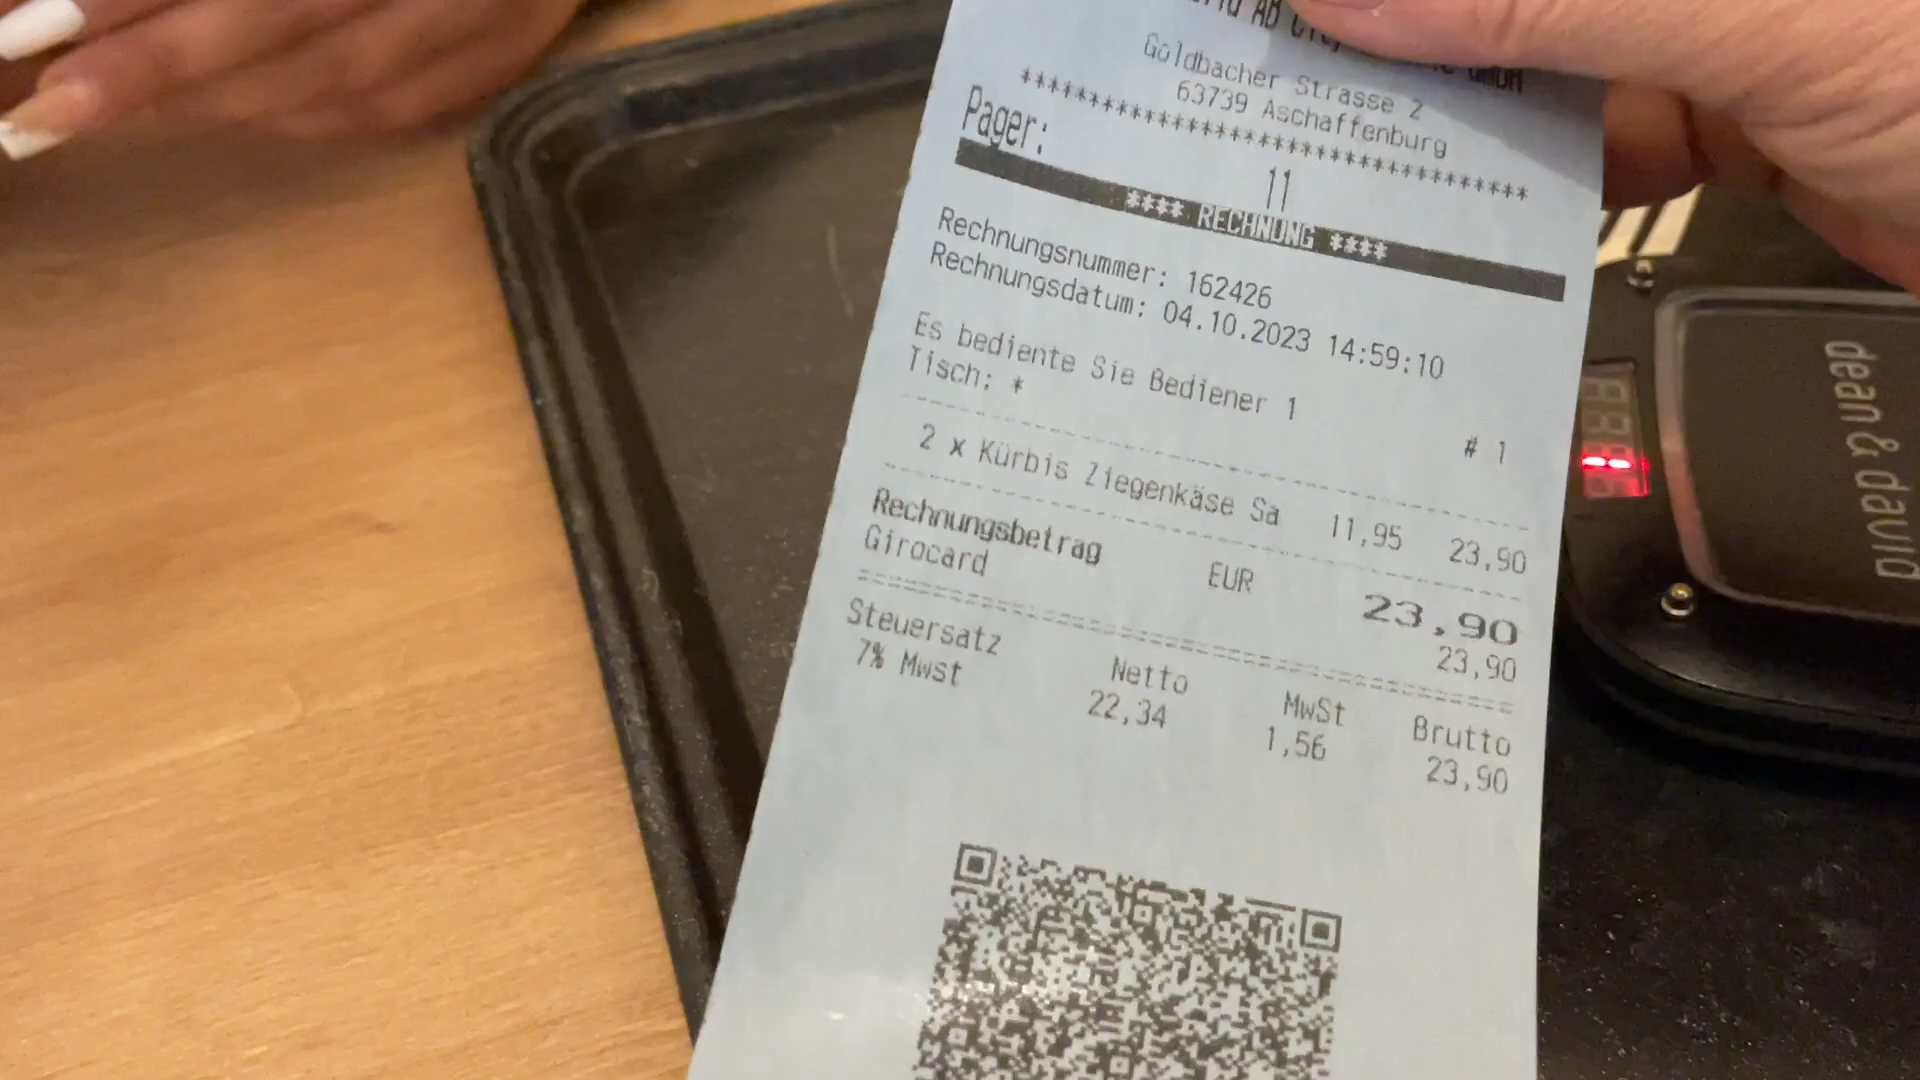 Goldbacher Strasse 2
63739 Aschaffenburg
************************************
Pager:
11
**** RECHNUNG ****
Rechnungsnummer: 162426
Rechnungsdatum: 04.10.2023 14:59:10
Es bediente Sie Bediener 1
Tisch: * # 1
2 x Kürbis Ziegenkäse Sa 11,95 23,90
Rechnungsbetrag EUR 23,90
Girocard 23,90
Steuersatz Netto MwSt Brutto
7% Mwst 22,34 1,56 23,90
dean & david